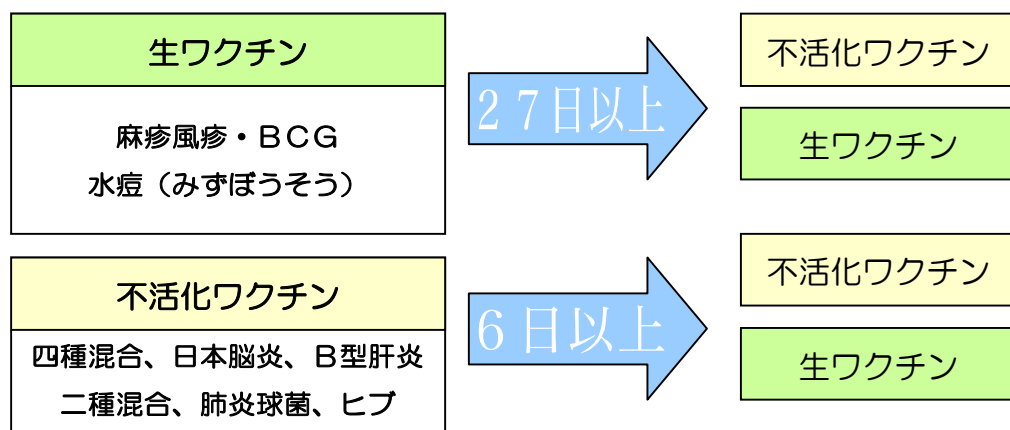 生ワクチン
麻疹風疹・ＢＣＧ
水痘（みずぼうそう）
２７日以上
不活化ワクチン
生ワクチン
不活化ワクチン
四種混合、日本脳炎、Ｂ型肝炎
二種混合、肺炎球菌、ヒブ
６日以上
不活化ワクチン
生ワクチン